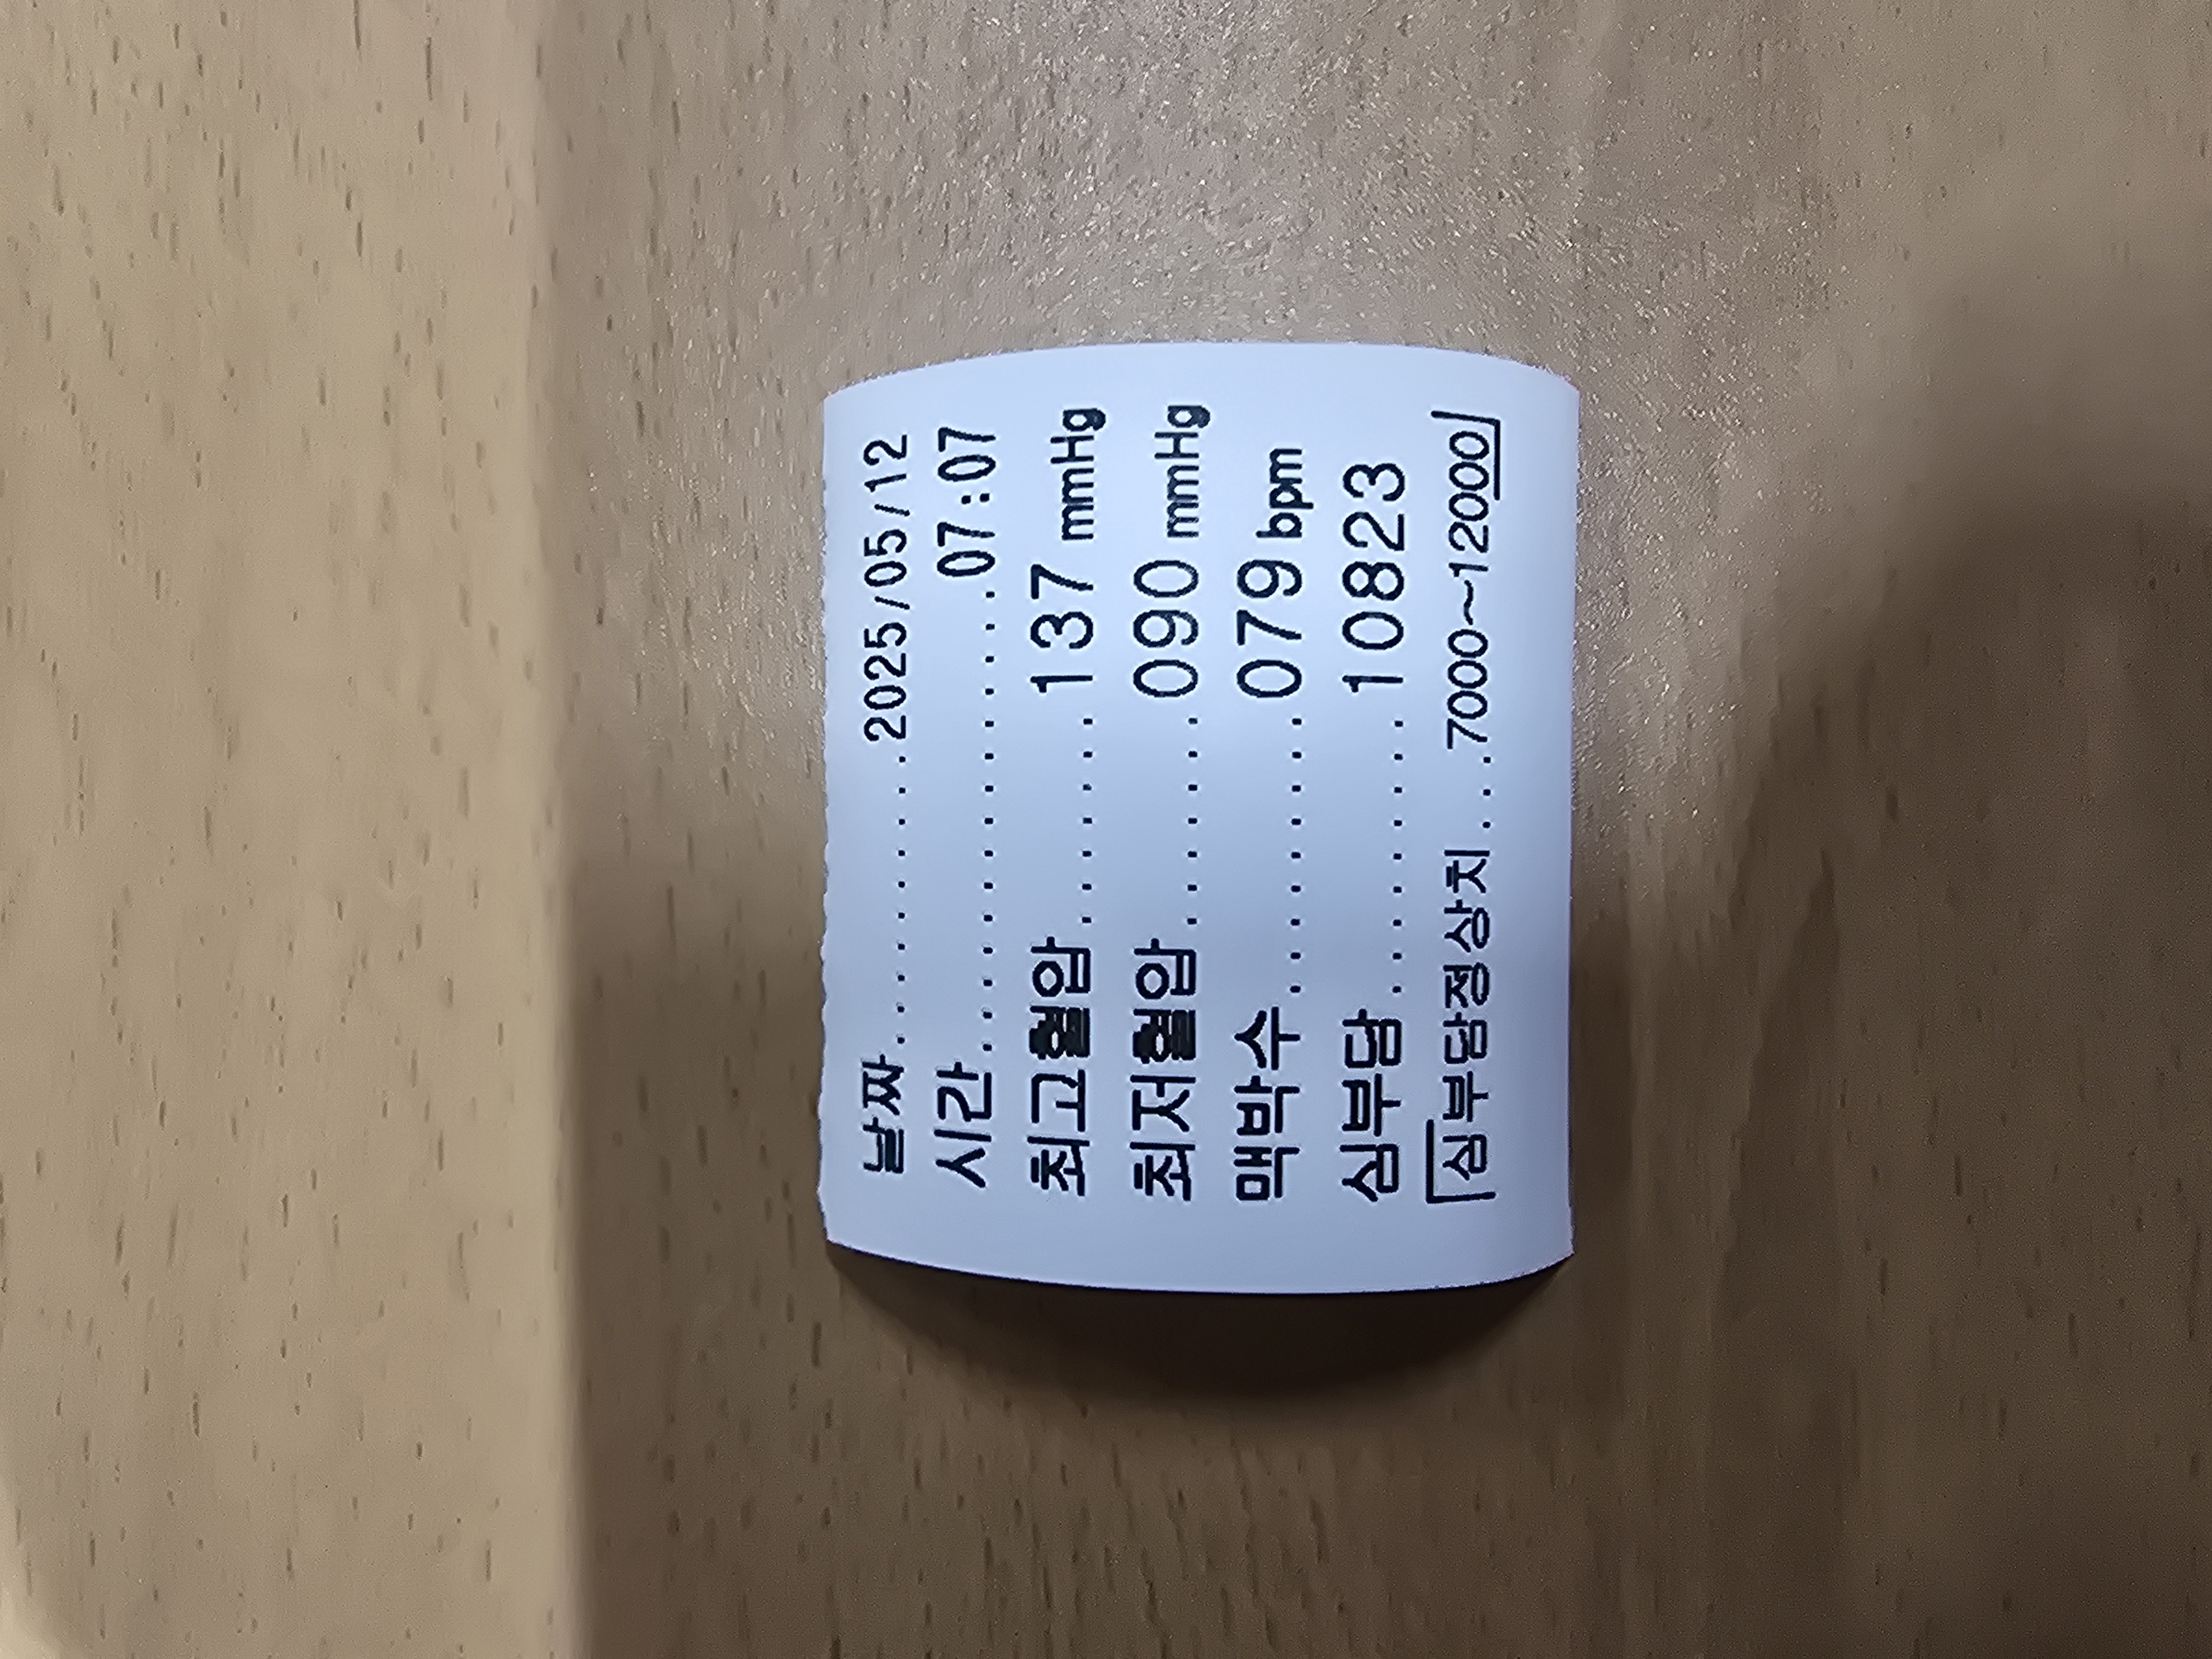 날짜..........2025/05/12
시간...............07:07
최고혈압.......137 mmHg
최저혈압.......090 mmHg
맥박수.........079 bpm
심부담.........10823
[심부담정상치...7000~12000]